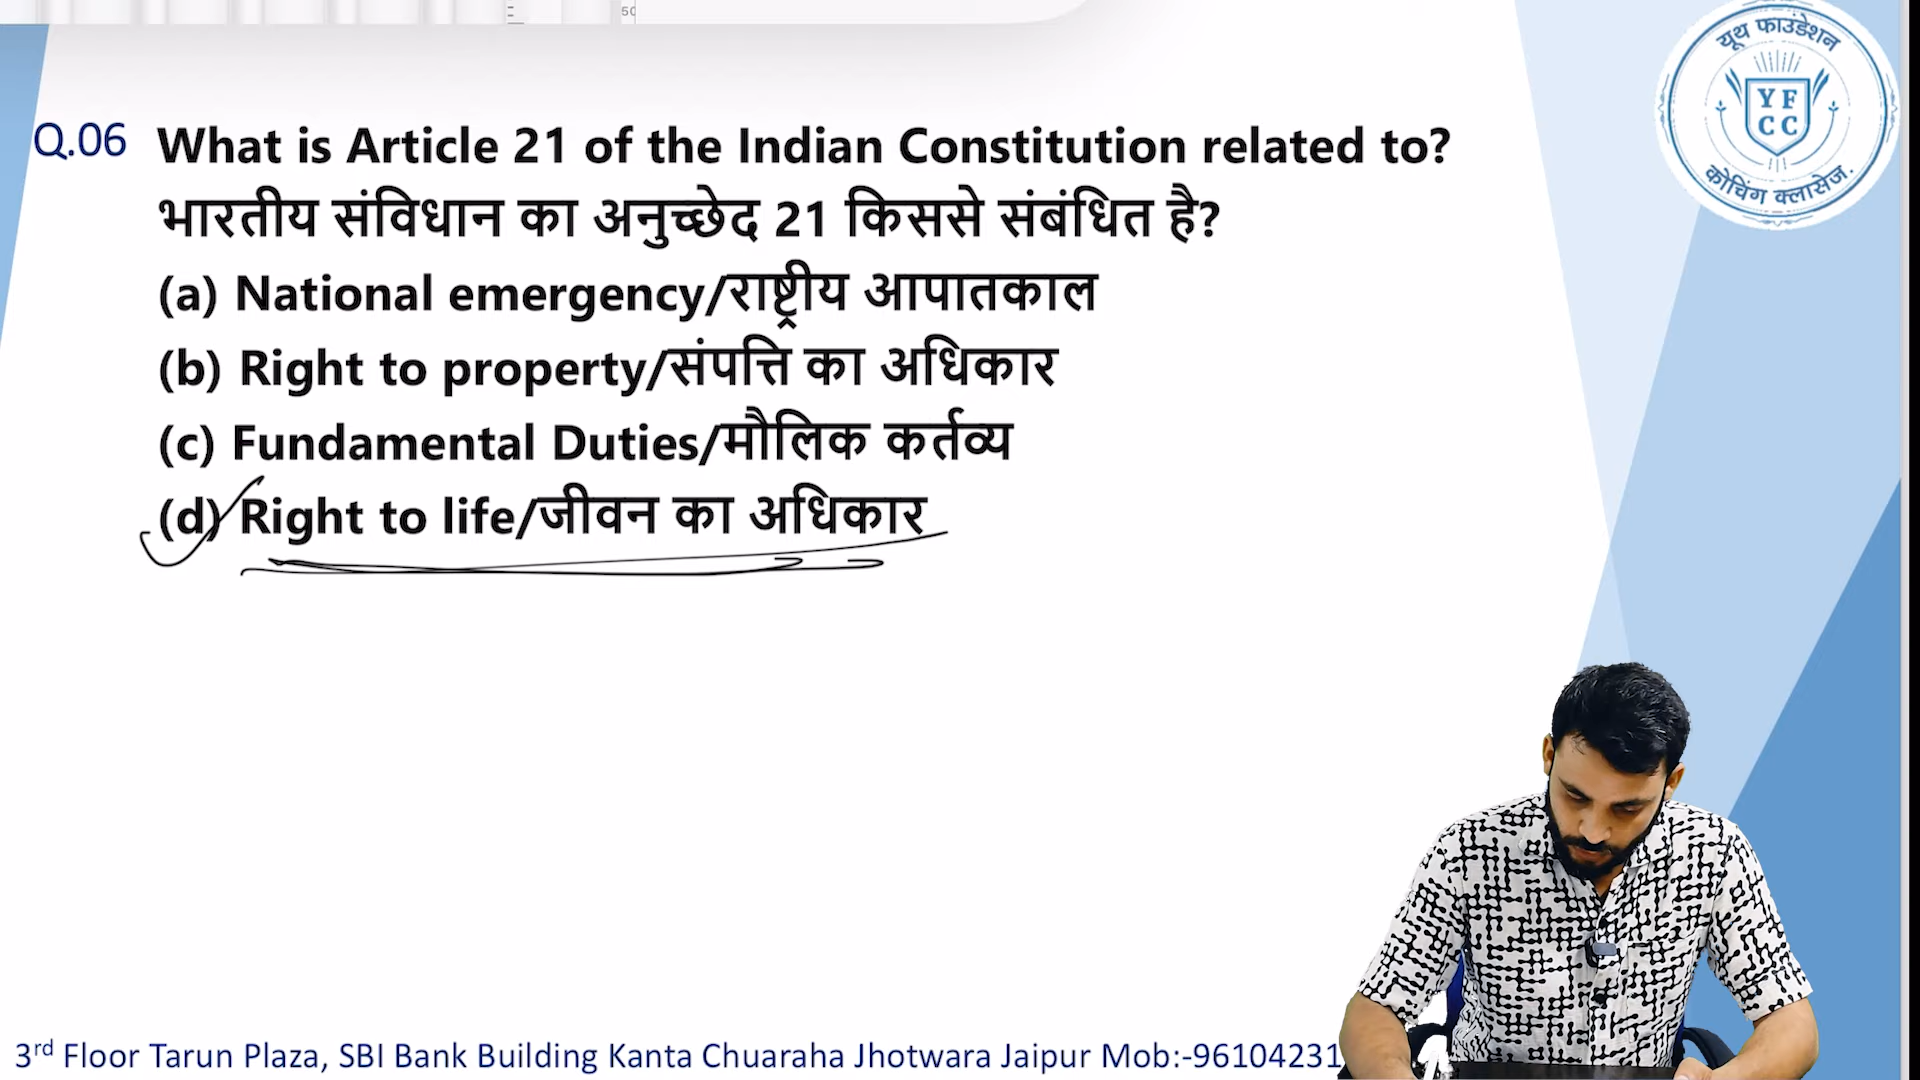 50
यूथ फाउंडेशन
YF
CC
कोचिंग क्लासेज.
Q.06 What is Article 21 of the Indian Constitution related to?
भारतीय संविधान का अनुच्छेद 21 किससे संबंधित है?
(a) National emergency/राष्ट्रीय आपातकाल
(b) Right to property/संपत्ति का अधिकार
(c) Fundamental Duties/मौलिक कर्तव्य
(d) Right to life/जीवन का अधिकार
3rd Floor Tarun Plaza, SBI Bank Building Kanta Chuaraha Jhotwara Jaipur Mob:-96104231